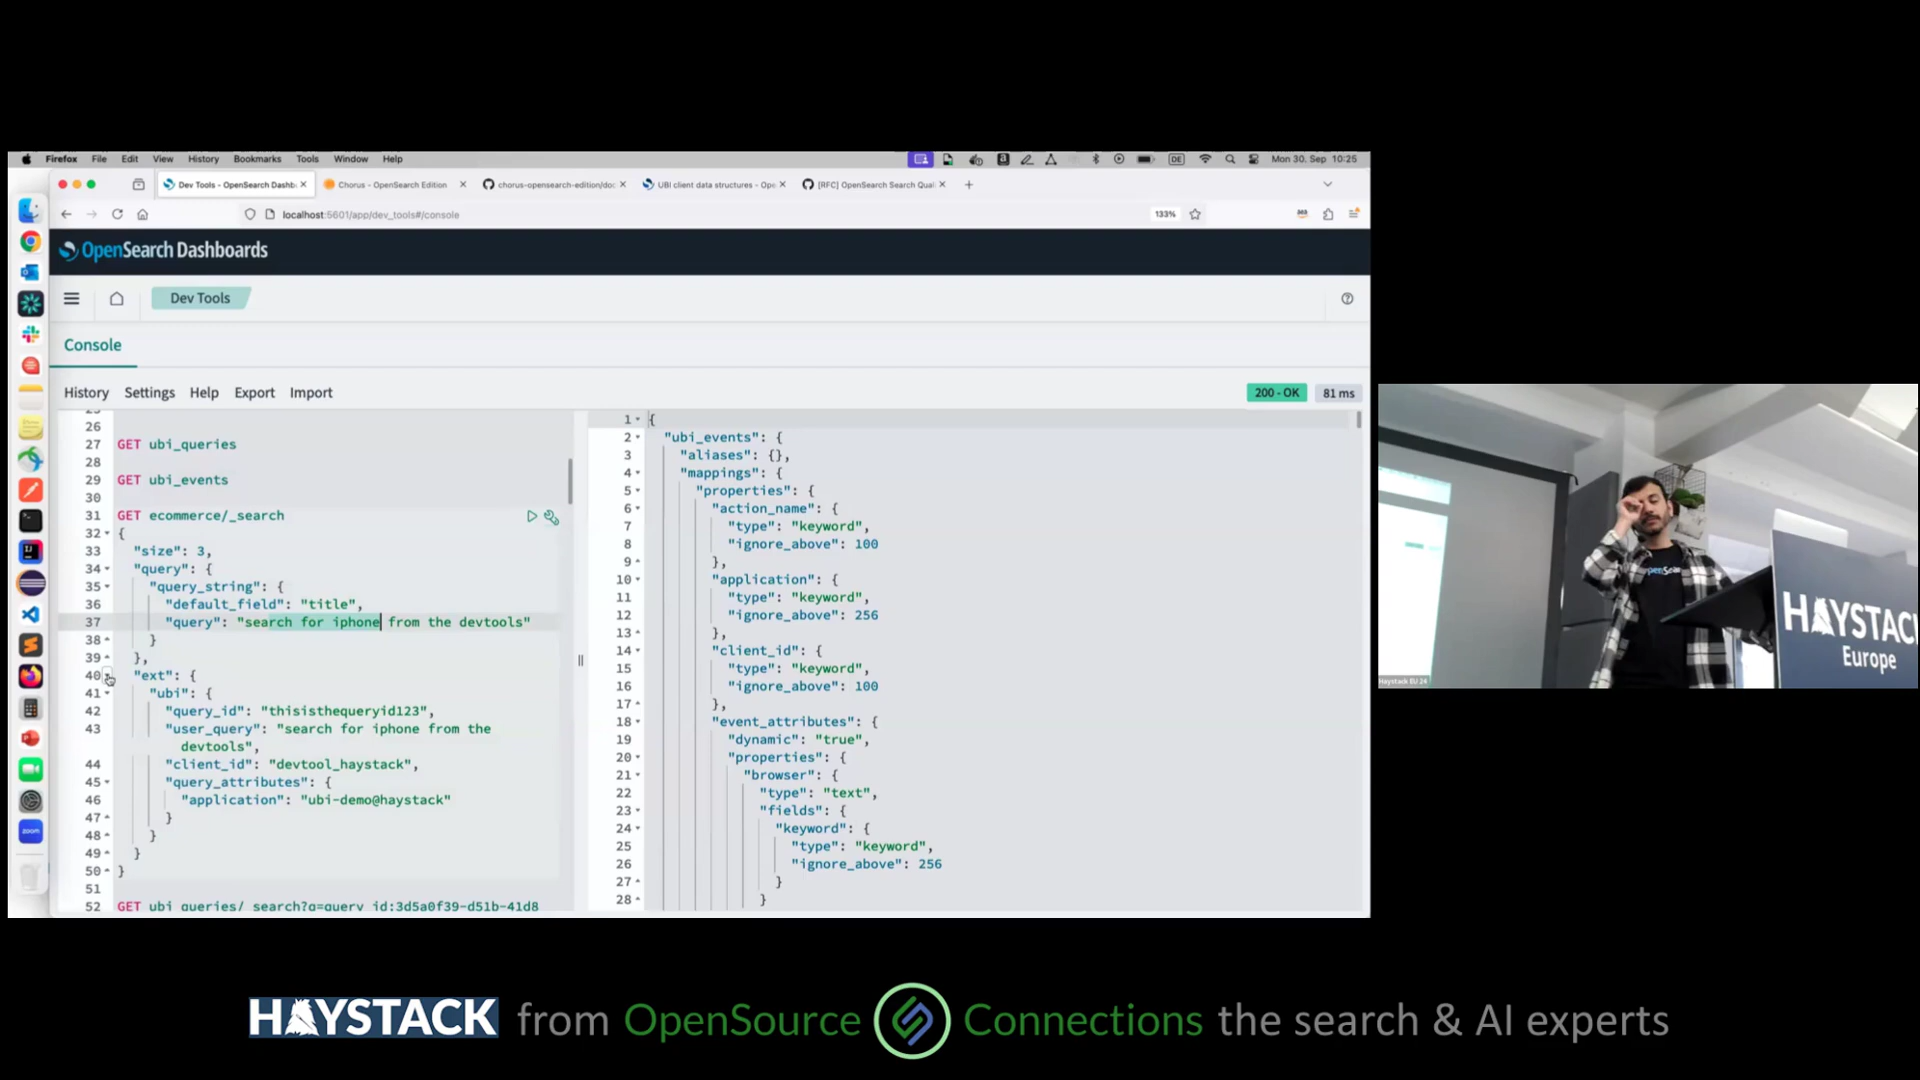 Firefox File Edit View History Bookmarks Tools Window Help
DE
Mon 30. Sep 10:25
Dev Tools - OpenSearch Dashb
Chorus - OpenSearch Edition
chorus-opensearch-edition/doc
UBI client data structures - Ope
[RFC] OpenSearch Search Qual
localhost:5601/app/dev_tools#/console
133%
OpenSearch Dashboards
Dev Tools
Console
History Settings Help Export Import
200 - OK
81 ms
26
27 GET ubi_queries
28
29 GET ubi_events
30
31 GET ecommerce/_search
32 {
33 "size": 3,
34 "query": {
35 "query_string": {
36 "default_field": "title",
37 "query": "search for iphone from the devtools"
38 }
39 },
40 "ext": {
41 "ubi": {
42 "query_id": "thisisthequeryid123",
43 "user_query": "search for iphone from the
devtools",
44 "client_id": "devtool_haystack",
45 "query_attributes": {
46 "application": "ubi-demo@haystack"
47 }
48 }
49 }
50 }
51
52 GET ubi_queries/_search?q=query_id:3d5a0f39-d51b-41d8
1 {
2 "ubi_events": {
3 "aliases": {},
4 "mappings": {
5 "properties": {
6 "action_name": {
7 "type": "keyword",
8 "ignore_above": 100
9 },
10 "application": {
11 "type": "keyword",
12 "ignore_above": 256
13 },
14 "client_id": {
15 "type": "keyword",
16 "ignore_above": 100
17 },
18 "event_attributes": {
19 "dynamic": "true",
20 "properties": {
21 "browser": {
22 "type": "text",
23 "fields": {
24 "keyword": {
25 "type": "keyword",
26 "ignore_above": 256
27 }
28 }
zoom
HAYSTACK
Europe
Haystack EU 24
HAYSTACK from OpenSource Connections the search & AI experts